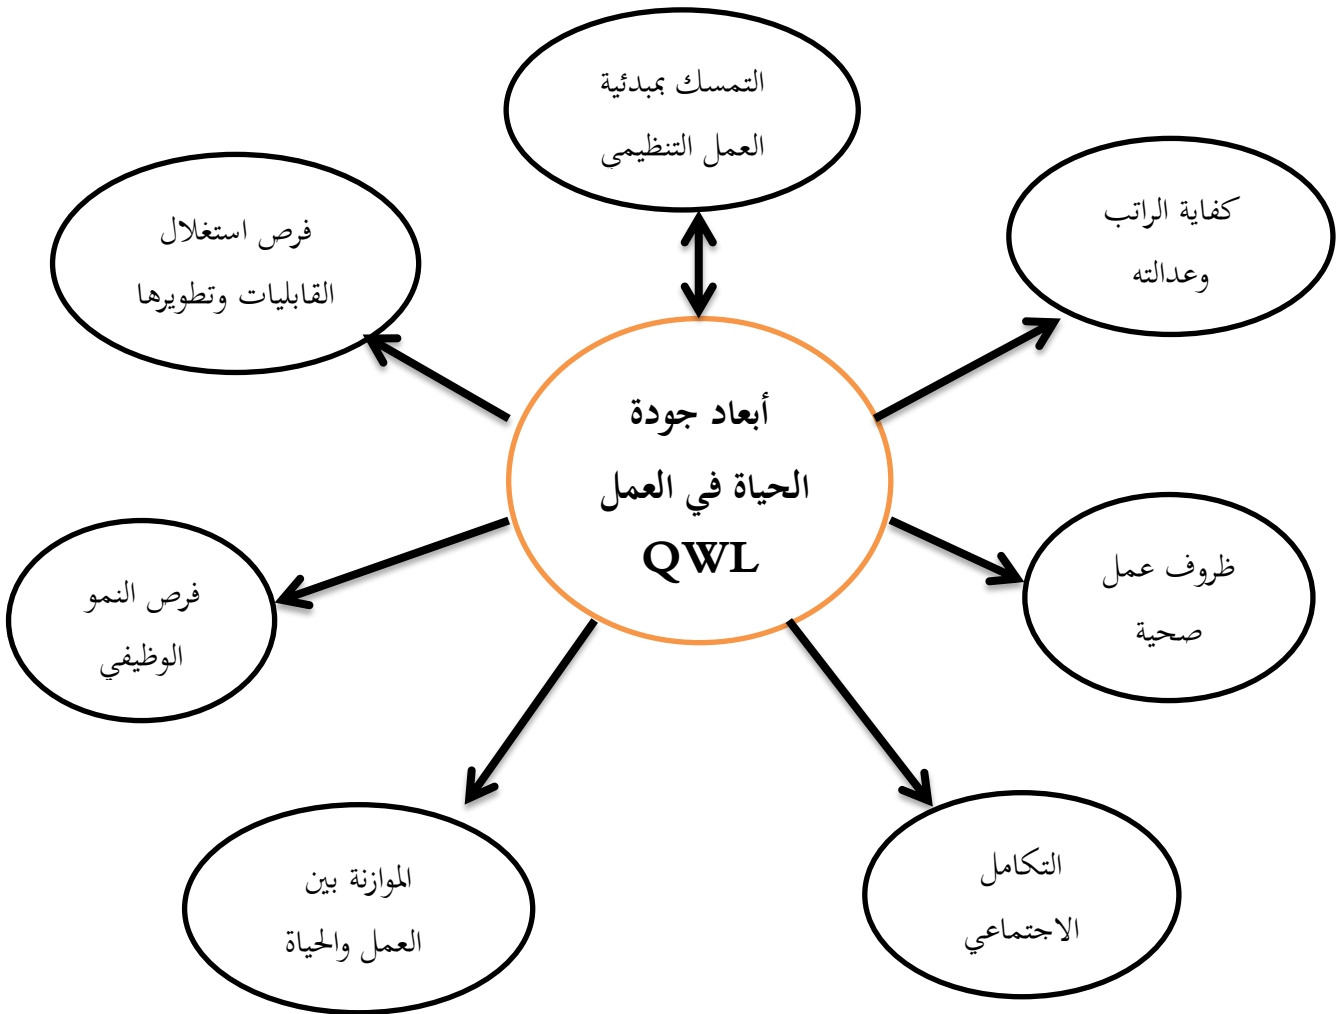 التمسك بمبدئية
العمل التنظيمى
كفاية الراتب
وعدالته
فرص استغلال
القابليات وتطويرها
أبعاد جودة
الحياة في العمل
QWL
ظروف عمل
صحية
فرص النمو
الوظيفي
التكامل
الاجتماعي
الموازنة بين
العمل والحياة